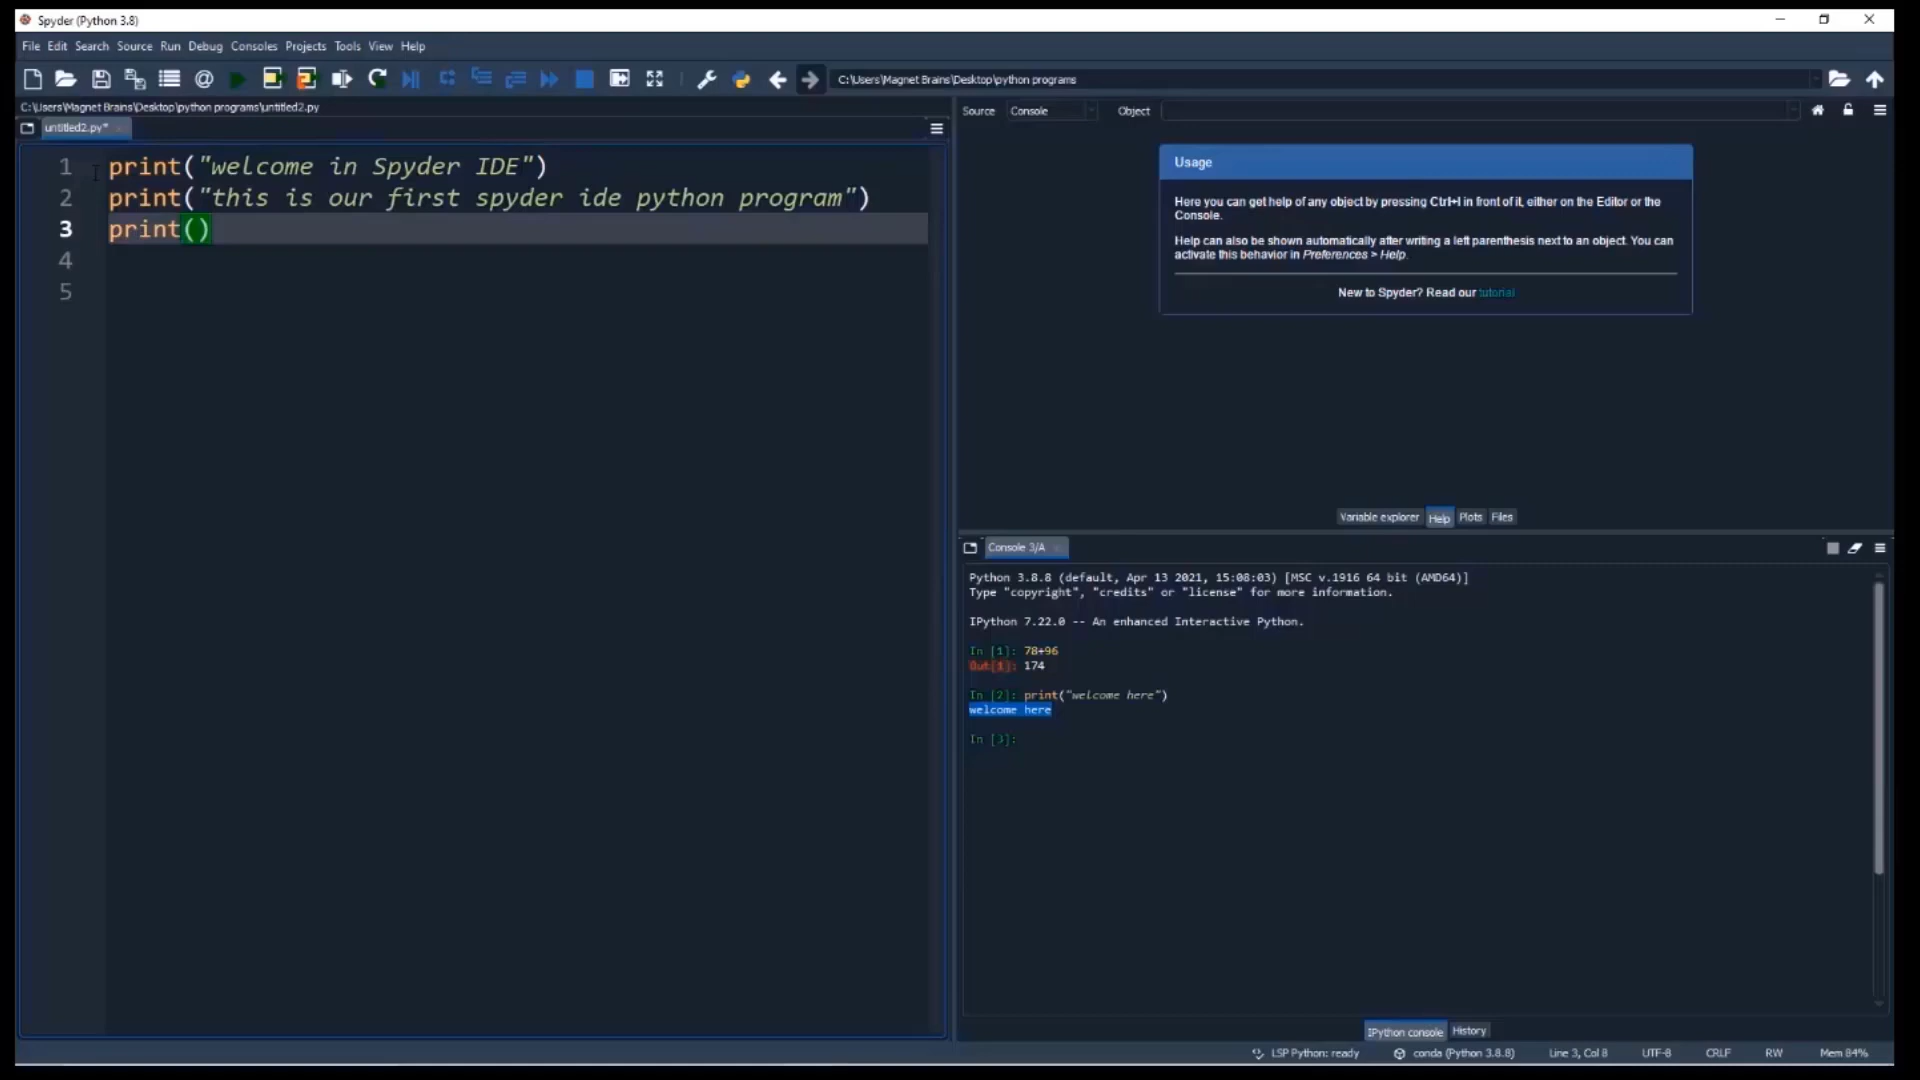 Spyder (Python 3.8)
File Edit Search Source Run Debug Consoles Projects Tools View Help
C:\Users\Magnet Brains\Desktop\python programs
C:\Users\Magnet Brains\Desktop\python programs\untitled2.py
untitled2.py*
1 print("welcome in Spyder IDE")
2 print("this is our first spyder ide python program")
3 print()
4
5
Source Console Object
Usage
Here you can get help of any object by pressing Ctrl+I in front of it, either on the Editor or the
Console.
Help can also be shown automatically after writing a left parenthesis next to an object. You can
activate this behavior in Preferences > Help.
New to Spyder? Read our tutorial
Variable explorer Help Plots Files
Console 3/A
Python 3.8.8 (default, Apr 13 2021, 15:08:03) [MSC v.1916 64 bit (AMD64)]
Type "copyright", "credits" or "license" for more information.
IPython 7.22.0 -- An enhanced Interactive Python.
In [1]: 78+96
Out[1]: 174
In [2]: print("welcome here")
welcome here
In [3]:
IPython console History
LSP Python: ready conda (Python 3.8.8) Line 3, Col 8 UTF-8 CRLF RW Mem 84%